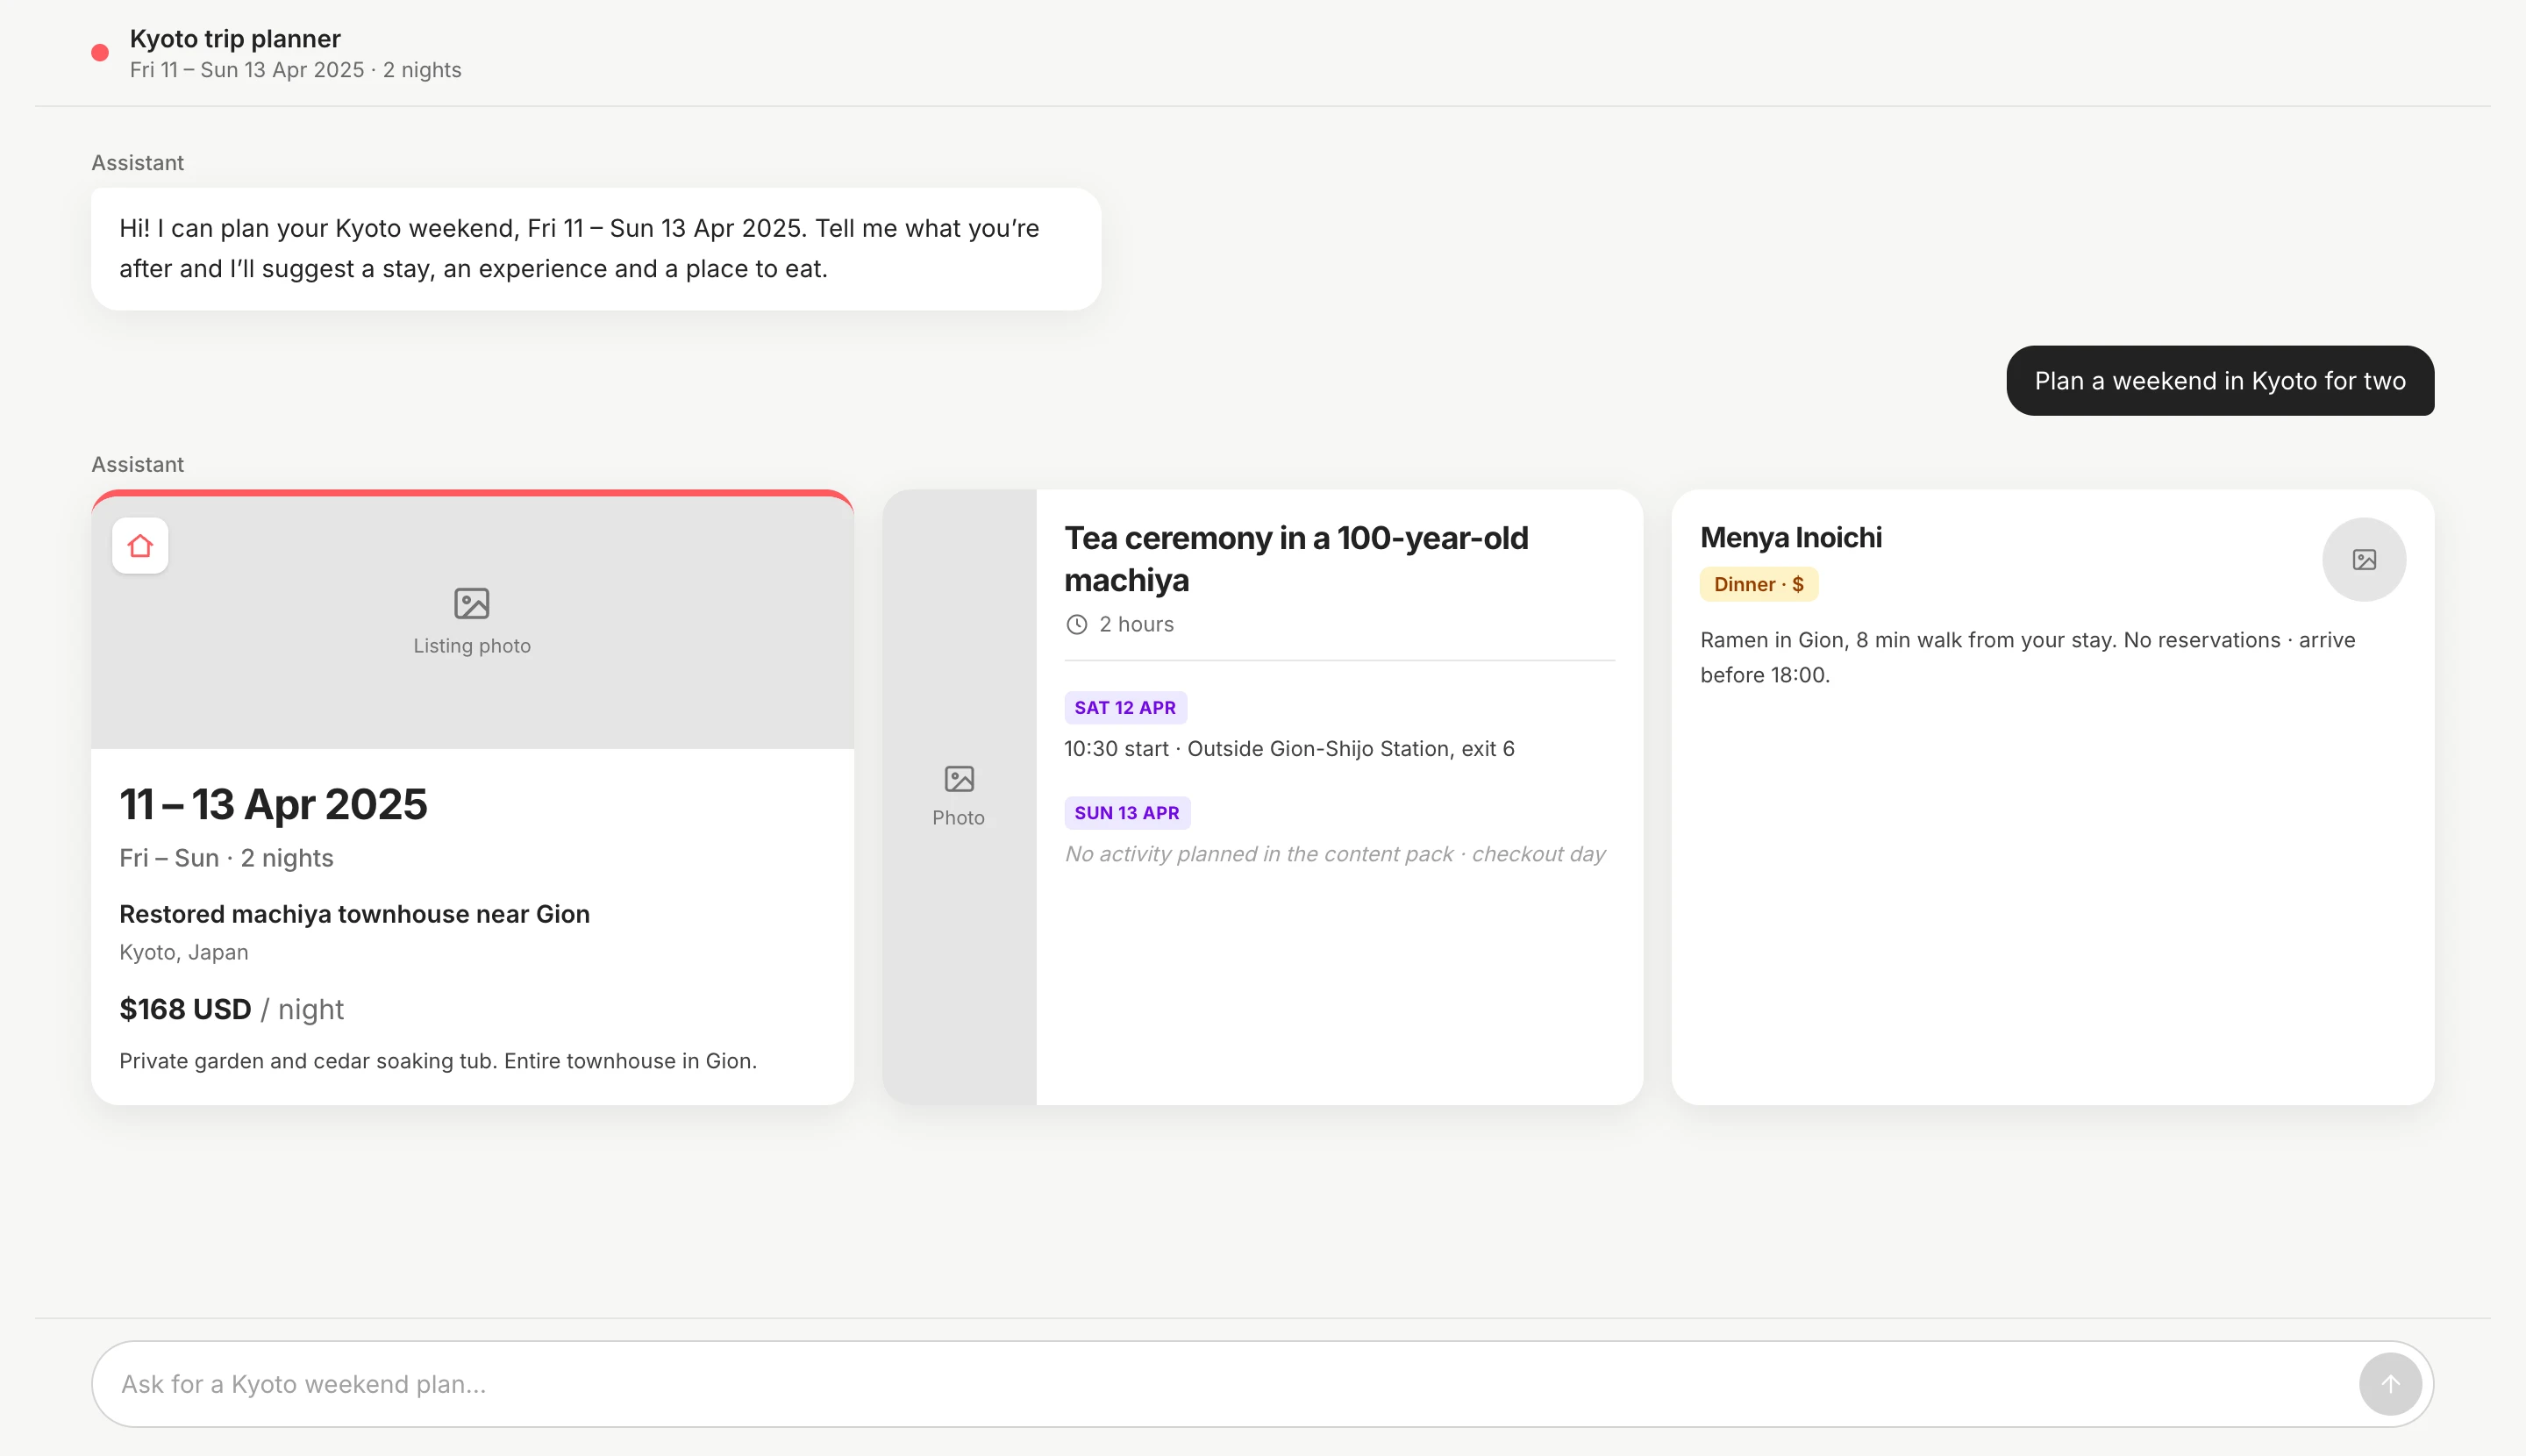 Kyoto trip planner
Fri 11 – Sun 13 Apr 2025 · 2 nights
Assistant
Hi! I can plan your Kyoto weekend, Fri 11 – Sun 13 Apr 2025. Tell me what you’re
after and I’ll suggest a stay, an experience and a place to eat.
Plan a weekend in Kyoto for two
Assistant
Listing photo
11 – 13 Apr 2025
Fri – Sun · 2 nights
Restored machiya townhouse near Gion
Kyoto, Japan
$168 USD / night
Private garden and cedar soaking tub. Entire townhouse in Gion.
Photo
Tea ceremony in a 100-year-old
machiya
2 hours
SAT 12 APR
10:30 start · Outside Gion-Shijo Station, exit 6
SUN 13 APR
No activity planned in the content pack · checkout day
Menya Inoichi
Dinner · $
Ramen in Gion, 8 min walk from your stay. No reservations · arrive
before 18:00.
Ask for a Kyoto weekend plan...